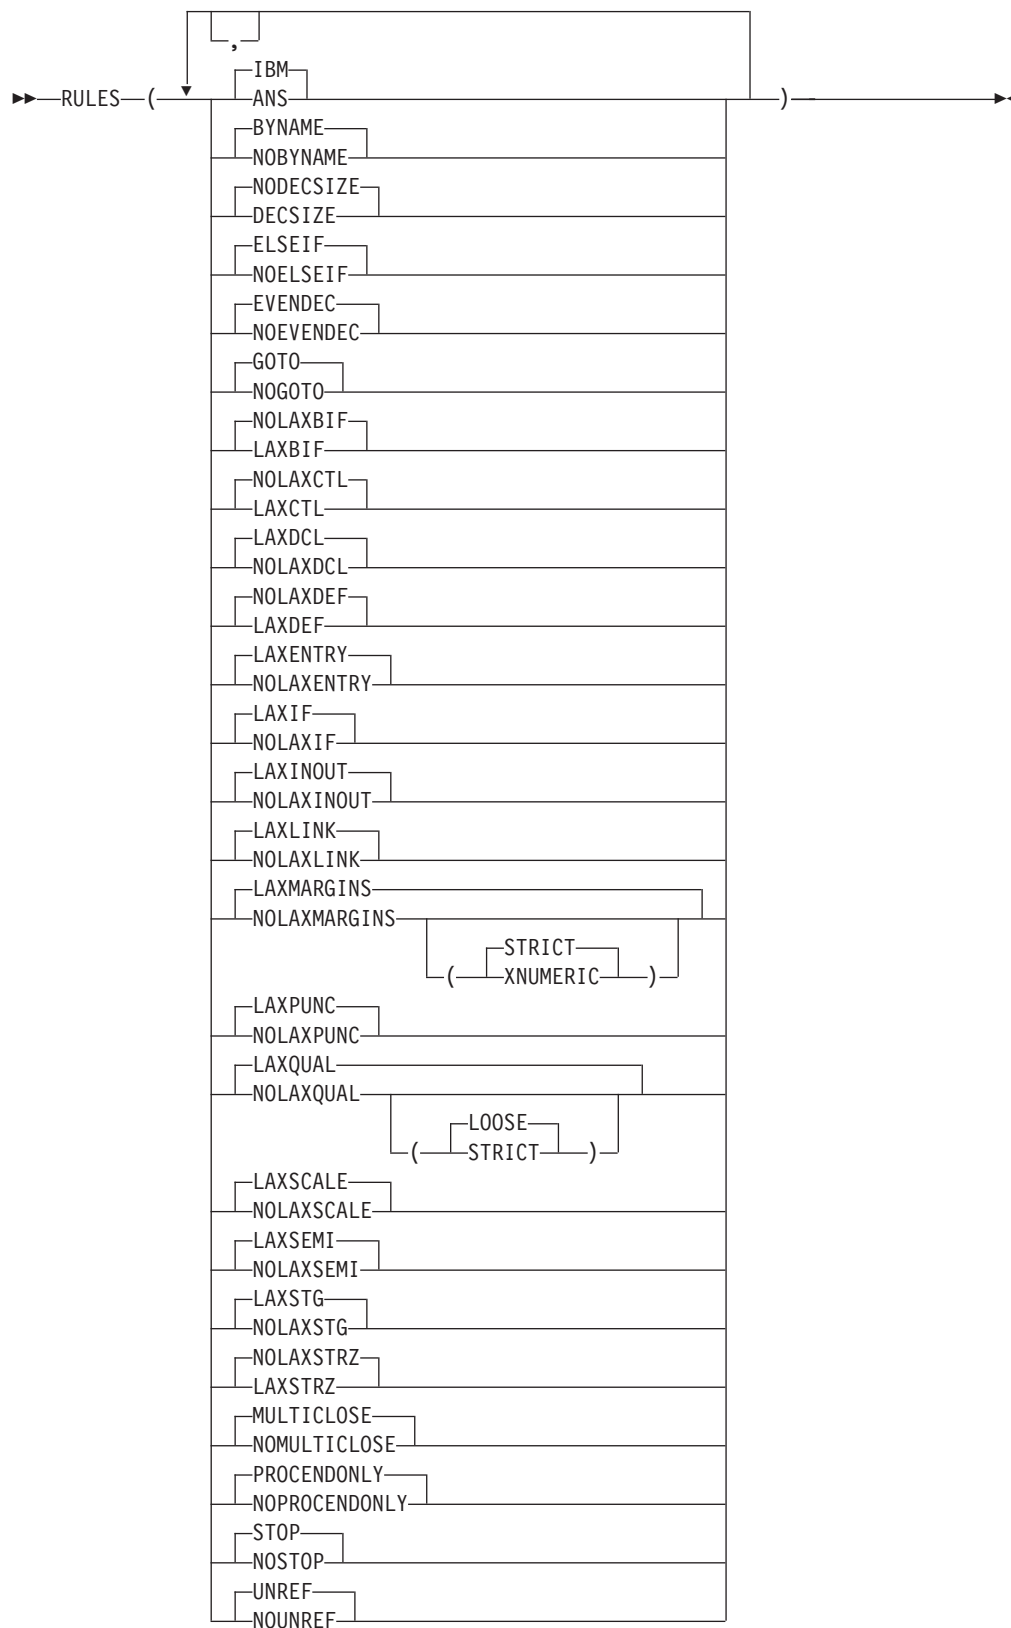 ,
IBM
RULES ( ANS )
BYNAME
NOBYNAME
NODECSIZE
DECSIZE
ELSEIF
NOELSEIF
EVENDEC
NOEVENDEC
GOTO
NOGOTO
NOLAXBIF
LAXBIF
NOLAXCTL
LAXCTL
LAXDCL
NOLAXDCL
NOLAXDEF
LAXDEF
LAXENTRY
NOLAXENTRY
LAXIF
NOLAXIF
LAXINOUT
NOLAXINOUT
LAXLINK
NOLAXLINK
LAXMARGINS
NOLAXMARGINS
STRICT
( XNUMERIC )
LAXPUNC
NOLAXPUNC
LAXQUAL
NOLAXQUAL
LOOSE
( STRICT )
LAXSCALE
NOLAXSCALE
LAXSEMI
NOLAXSEMI
LAXSTG
NOLAXSTG
NOLAXSTRZ
LAXSTRZ
MULTICLOSE
NOMULTICLOSE
PROCENDONLY
NOPROCENDONLY
STOP
NOSTOP
UNREF
NOUNREF